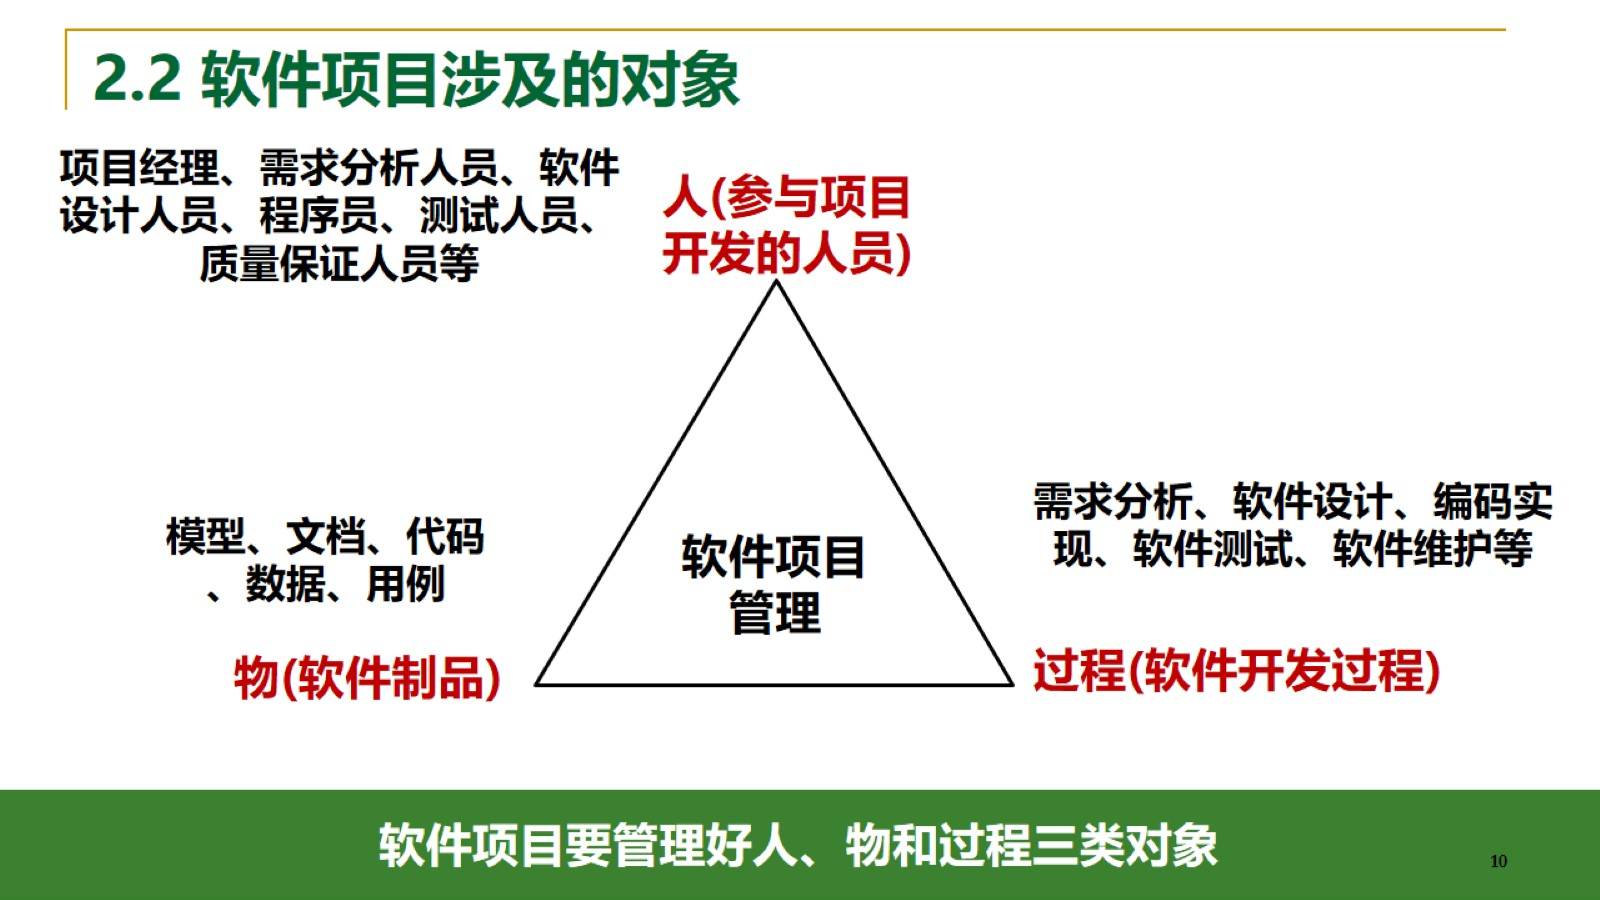 2.2 软件项目涉及的对象
项目经理、需求分析人员、软件
设计人员、程序员、测试人员、
质量保证人员等
人(参与项目
开发的人员)
模型、文档、代码
、数据、用例
物(软件制品)
软件项目
管理
需求分析、软件设计、编码实
现、软件测试、软件维护等
过程(软件开发过程)
软件项目要管理好人、物和过程三类对象
10